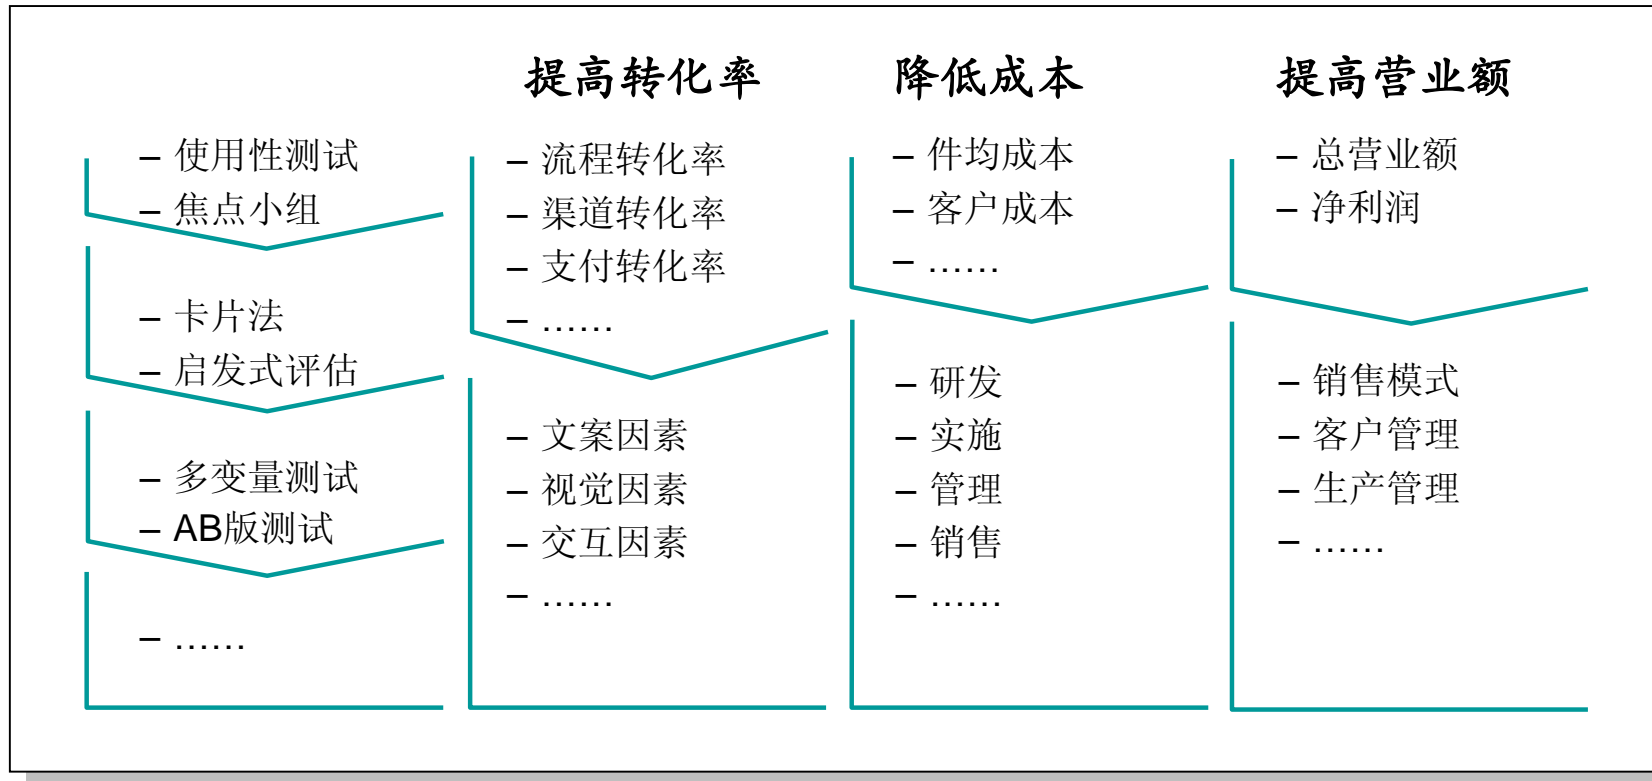 提高转化率
降低成本
提高营业额
– 使用性测试
– 焦点小组
– 卡片法
– 启发式评估
– 多变量测试
– AB版测试
– ……
– 流程转化率
– 渠道转化率
– 支付转化率
– ……
– 文案因素
– 视觉因素
– 交互因素
– ……
– 件均成本
– 客户成本
– ……
– 研发
– 实施
– 管理
– 销售
– ……
– 总营业额
– 净利润
– 销售模式
– 客户管理
– 生产管理
– ……